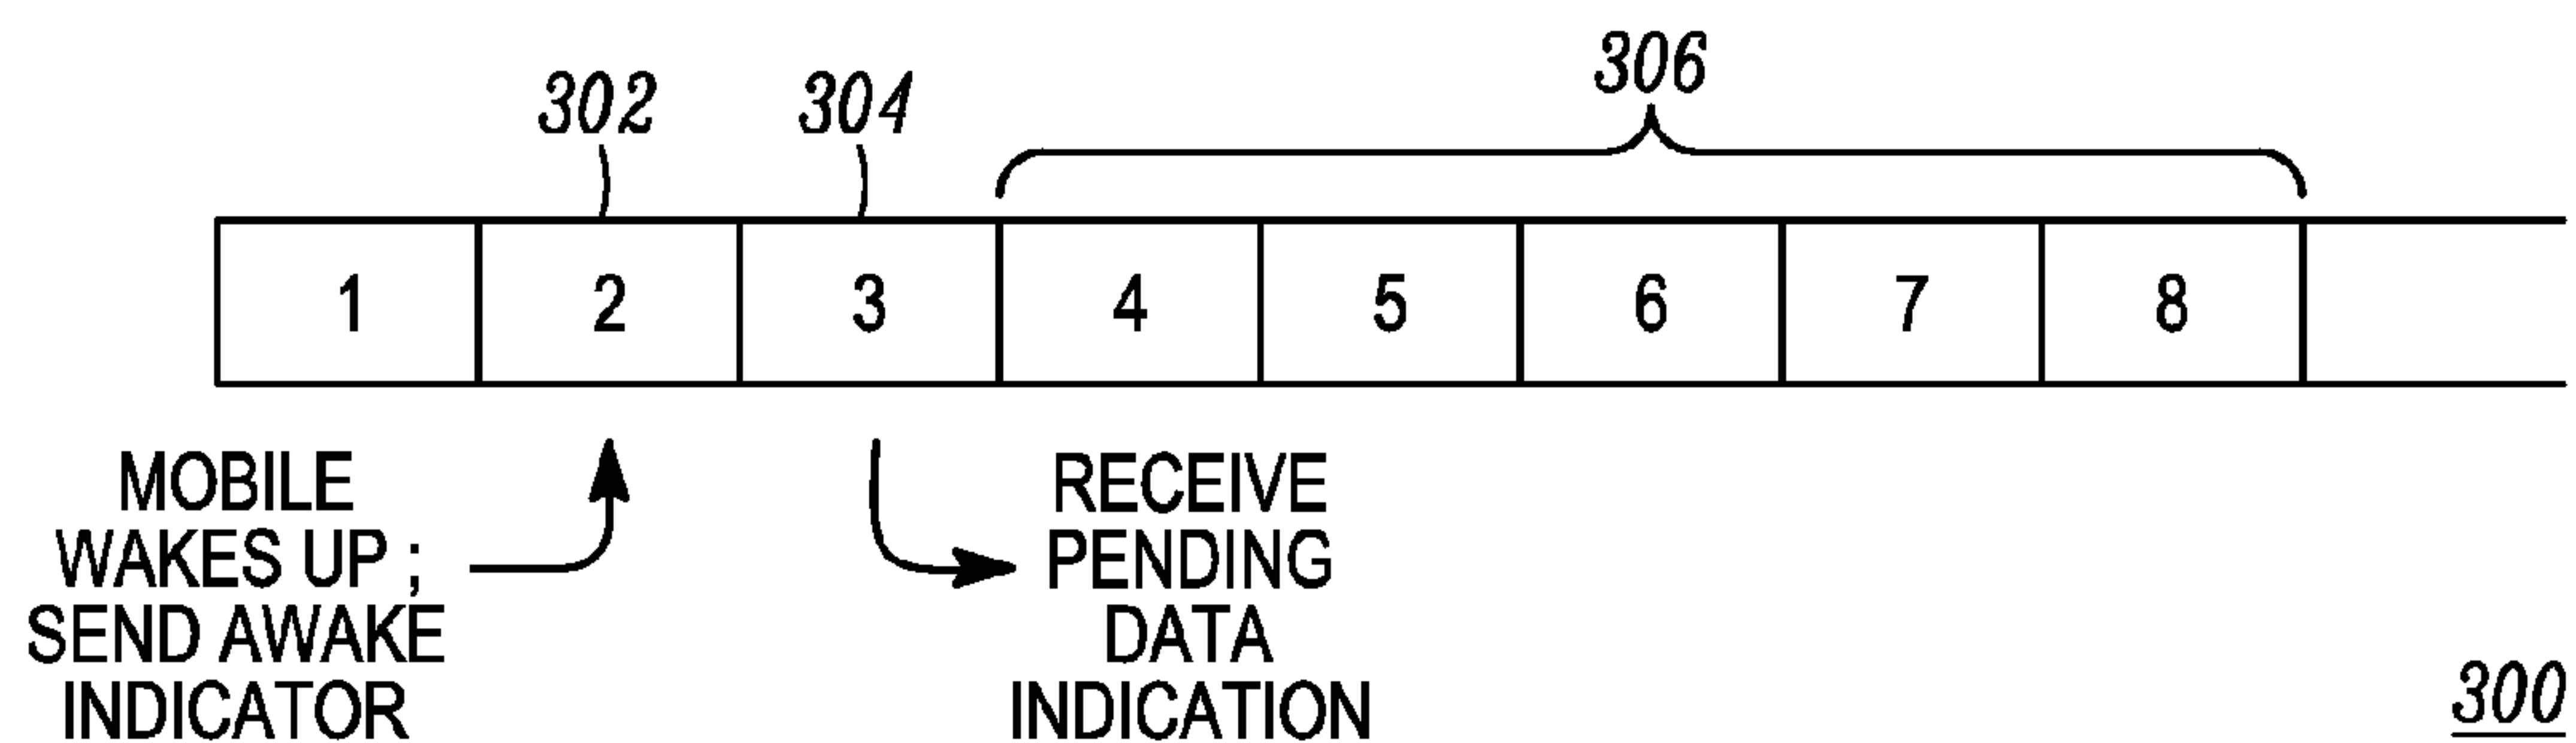 306
302 304
1 2 3 4 5 6 7 8
MOBILE
WAKES UP ;
SEND AWAKE
INDICATOR
RECEIVE
PENDING
DATA
INDICATION
300